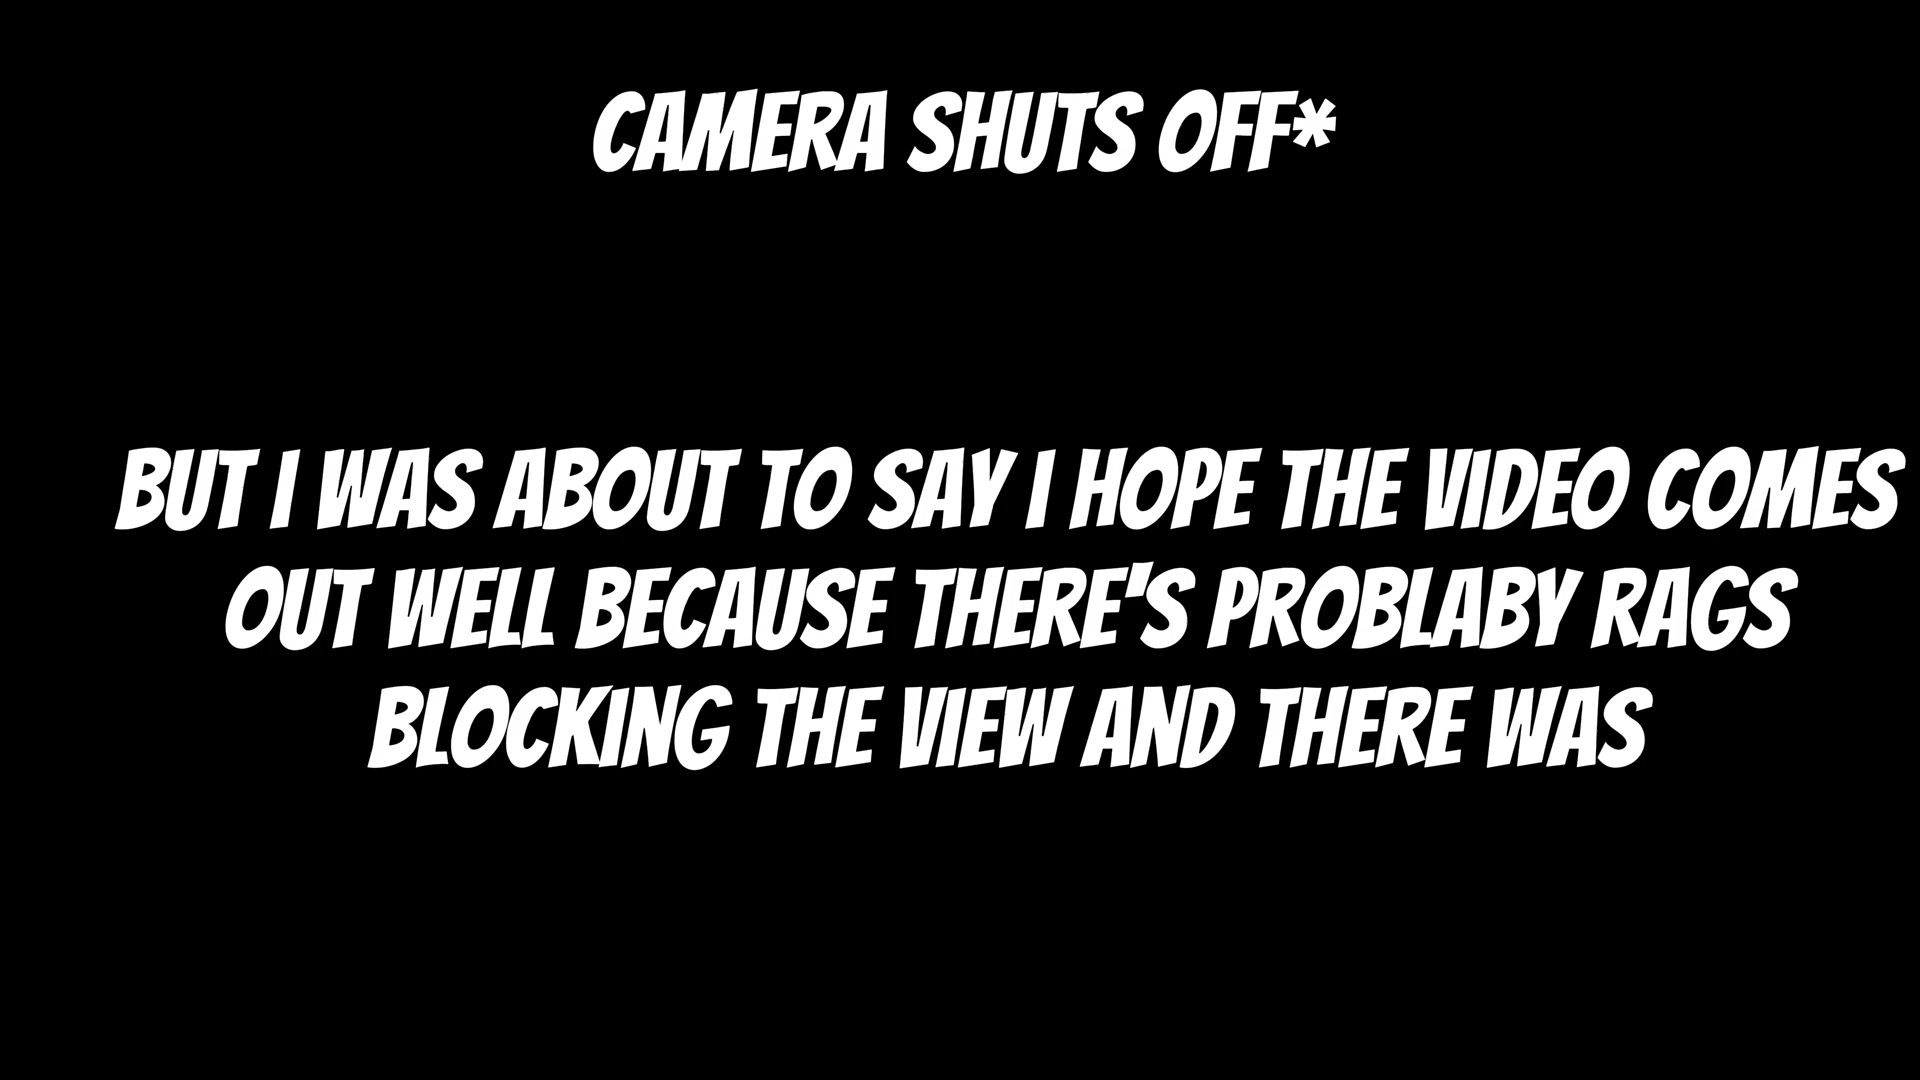 CAMERA SHUTS OFF*
BUT I WAS ABOUT TO SAY I HOPE THE VIDEO COMES
OUT WELL BECAUSE THERE'S PROBLABY RAGS
BLOCKING THE VIEW AND THERE WAS